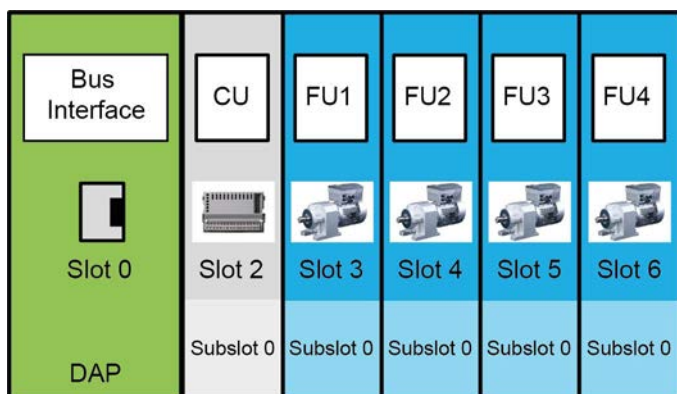 Bus
Interface
CU
FU1
FU2
FU3
FU4
Slot 0
Slot 2
Slot 3
Slot 4
Slot 5
Slot 6
Subslot 0
Subslot 0
Subslot 0
Subslot 0
Subslot 0
DAP